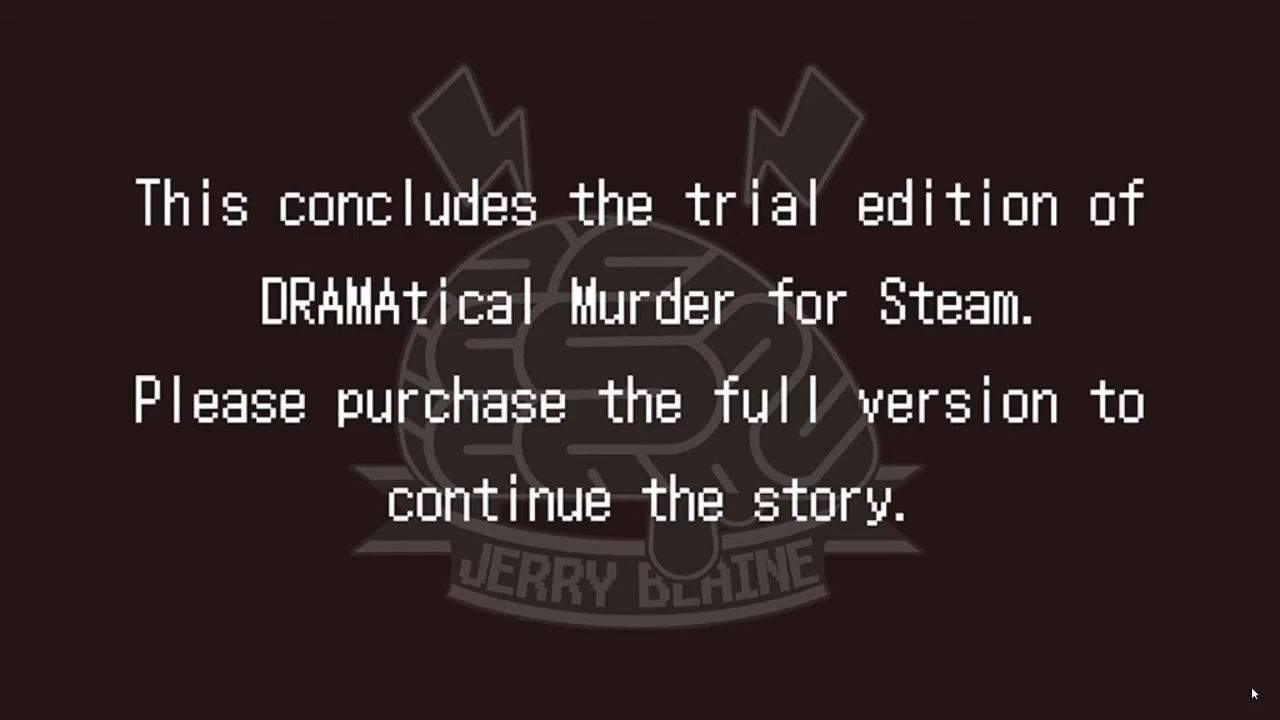 This concludes the trial edition of
DRAMAtical Murder for Steam.
Please purchase the full version to
continue the story.
JERRY BLAINE